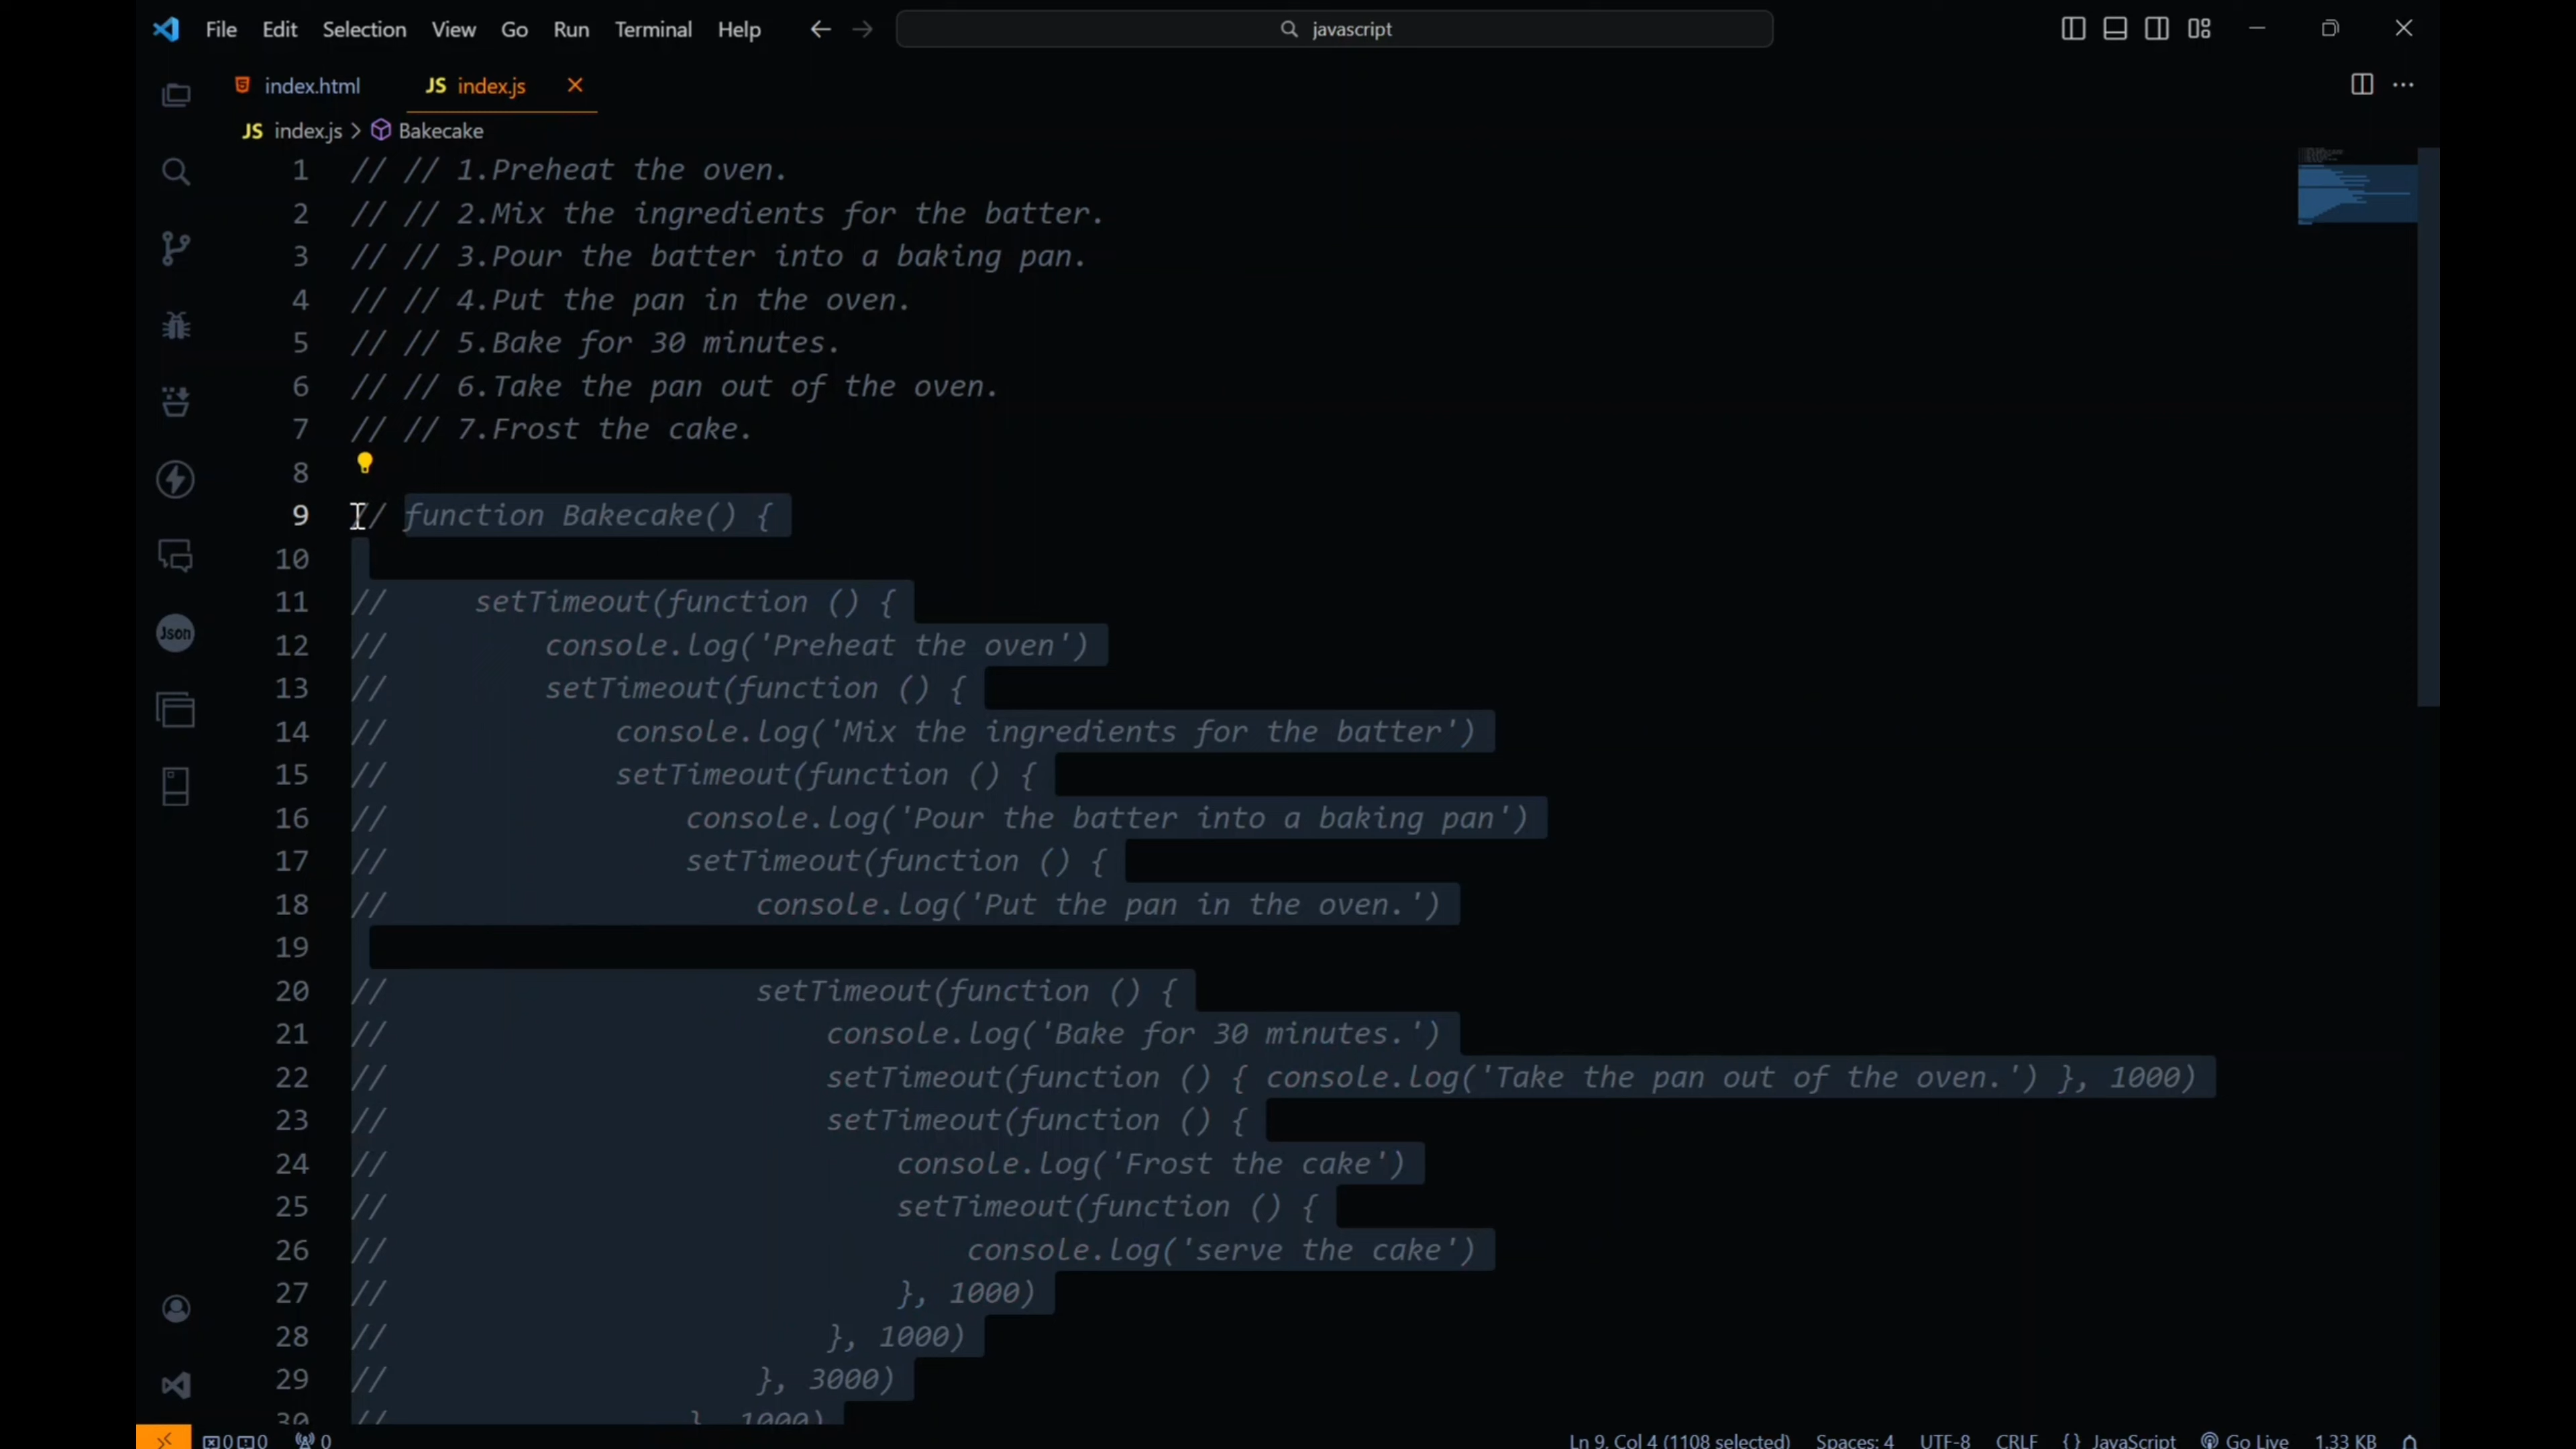 File Edit Selection View Go Run Terminal Help javascript
index.html JS index.js
JS index.js > Bakecake
1 // // 1.Preheat the oven.
2 // // 2.Mix the ingredients for the batter.
3 // // 3.Pour the batter into a baking pan.
4 // // 4.Put the pan in the oven.
5 // // 5.Bake for 30 minutes.
6 // // 6.Take the pan out of the oven.
7 // // 7.Frost the cake.
8
9 // function Bakecake() {
10
11 //     setTimeout(function () {
12 //         console.log('Preheat the oven')
13 //         setTimeout(function () {
14 //             console.log('Mix the ingredients for the batter')
15 //             setTimeout(function () {
16 //                 console.log('Pour the batter into a baking pan')
17 //                 setTimeout(function () {
18 //                     console.log('Put the pan in the oven.')
19
20 //                     setTimeout(function () {
21 //                         console.log('Bake for 30 minutes.')
22 //                         setTimeout(function () { console.log('Take the pan out of the oven.') }, 1000)
23 //                         setTimeout(function () {
24 //                             console.log('Frost the cake')
25 //                             setTimeout(function () {
26 //                                 console.log('serve the cake')
27 //                             }, 1000)
28 //                         }, 1000)
29 //                     }, 3000)
30 //                 }, 1000)
Json
0 0 0 Ln 9, Col 4 (1108 selected) Spaces: 4 UTF-8 CRLF {} JavaScript Go Live 1.33 KB